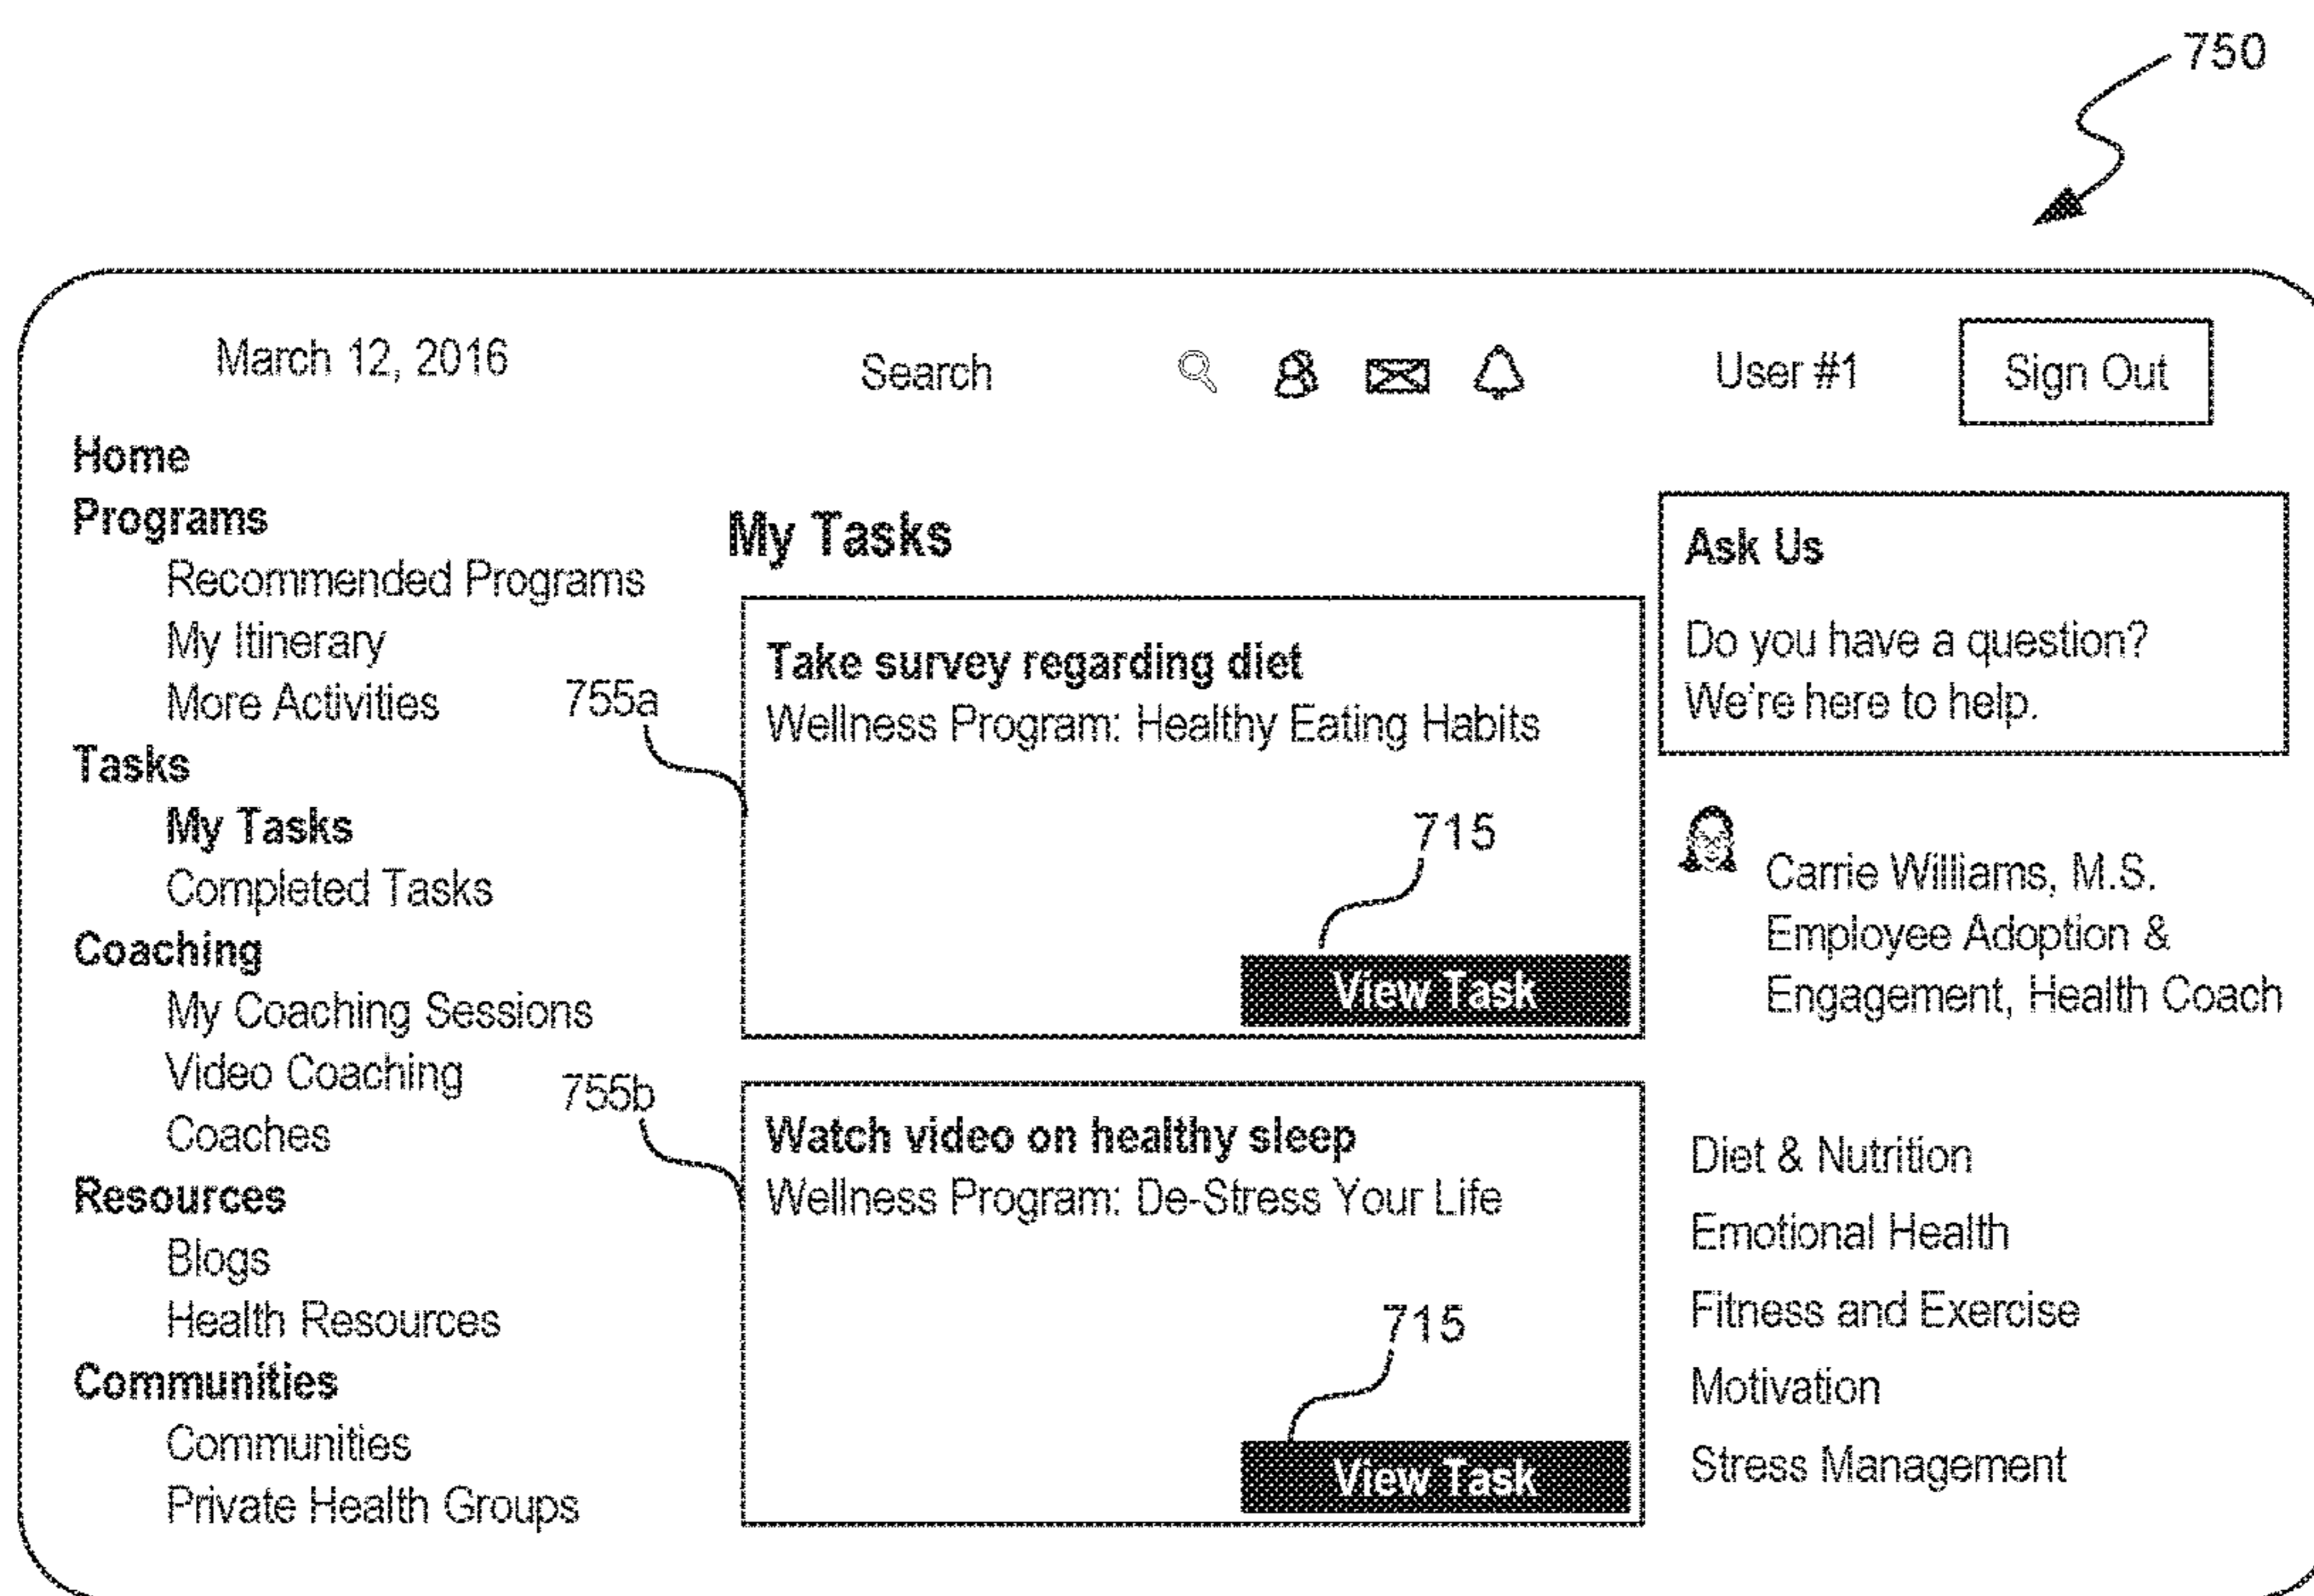 750
March 12, 2016
Search
User #1
Sign Out
Home
Programs
Recommended Programs
My Itinerary
More Activities
Tasks
My Tasks
Completed Tasks
Coaching
My Coaching Sessions
Video Coaching
Coaches
Resources
Blogs
Health Resources
Communities
Communities
Private Health Groups
My Tasks
755a
Take survey regarding diet
Wellness Program: Healthy Eating Habits
715
View Task
755b
Watch video on healthy sleep
Wellness Program: De-Stress Your Life
715
View Task
Ask Us
Do you have a question?
We're here to help.
Carrie Williams, M.S.
Employee Adoption &
Engagement, Health Coach
Diet & Nutrition
Emotional Health
Fitness and Exercise
Motivation
Stress Management